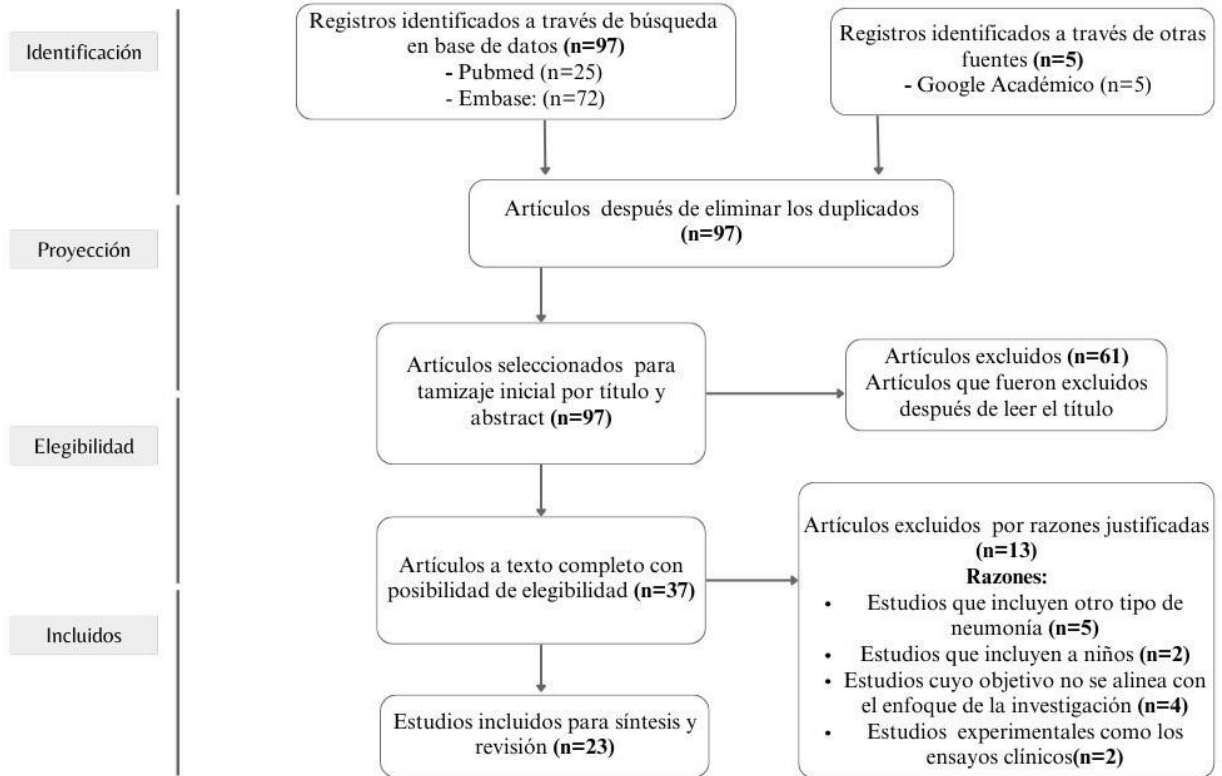 Identificación
Registros identificados a través de búsqueda
en base de datos (n=97)
- Pubmed (n=25)
- Embase: (n=72)
Registros identificados a través de otras
fuentes (n=5)
- Google Académico (n=5)
Proyección
Artículos después de eliminar los duplicados
(n=97)
Artículos seleccionados para
tamizaje inicial por título y
abstract (n=97)
Artículos excluidos (n=61)
Artículos que fueron excluidos
después de leer el título
Elegibilidad
Artículos a texto completo con
posibilidad de elegibilidad (n=37)
Artículos excluidos por razones justificadas
(n=13)
Razones:
• Estudios que incluyen otro tipo de
neumonía (n=5)
• Estudios que incluyen a niños (n=2)
• Estudios cuyo objetivo no se alinea con
el enfoque de la investigación (n=4)
• Estudios experimentales como los
ensayos clínicos(n=2)
Incluidos
Estudios incluidos para síntesis y
revisión (n=23)